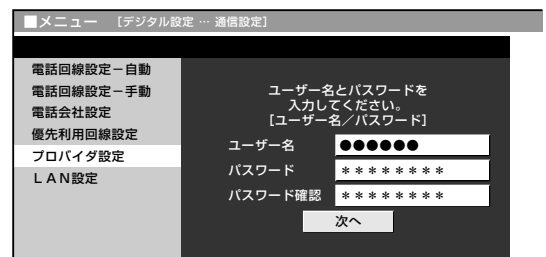 ■メニュー [デジタル設定 … 通信設定]
電話回線設定－自動
電話回線設定－手動
電話会社設定
優先利用回線設定
プロバイダ設定
ＬＡＮ設定
ユーザー名とパスワードを
入力してください。
[ユーザー名／パスワード]
ユーザー名 ●●●●●●
パスワード ＊＊＊＊＊＊＊＊
パスワード確認 ＊＊＊＊＊＊＊＊
次へ